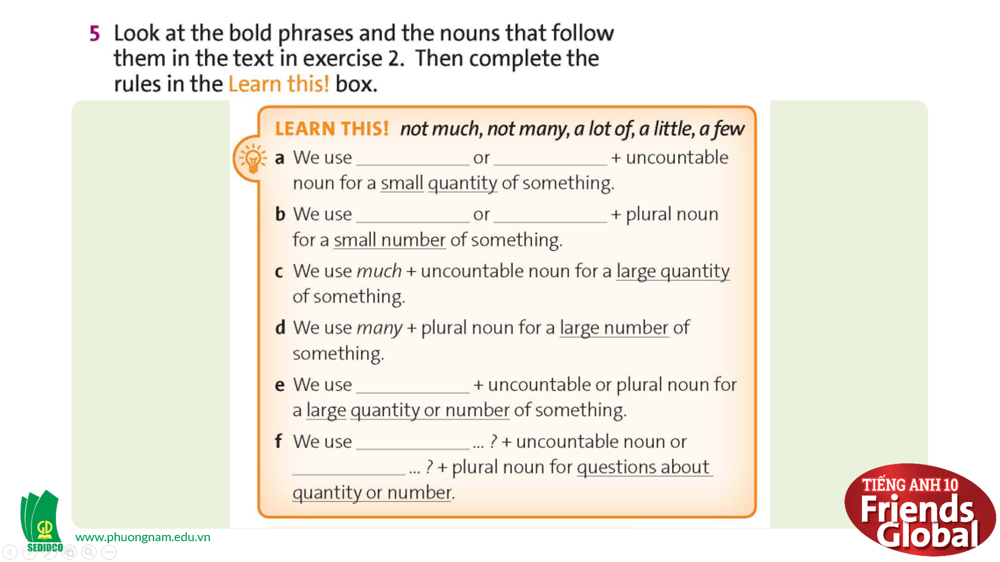 5 Look at the bold phrases and the nouns that follow
them in the text in exercise 2. Then complete the
rules in the Learn this! box.
LEARN THIS! not much, not many, a lot of, a little, a few
a We use ____________ or ____________ + uncountable
noun for a small quantity of something.
b We use ____________ or ____________ + plural noun
for a small number of something.
c We use much + uncountable noun for a large quantity
of something.
d We use many + plural noun for a large number of
something.
e We use ____________ + uncountable or plural noun for
a large quantity or number of something.
f We use ____________ ... ? + uncountable noun or
____________ ... ? + plural noun for questions about
quantity or number.
GD
SEDIDCO
www.phuongnam.edu.vn
TIẾNG ANH 10
Friends
Global